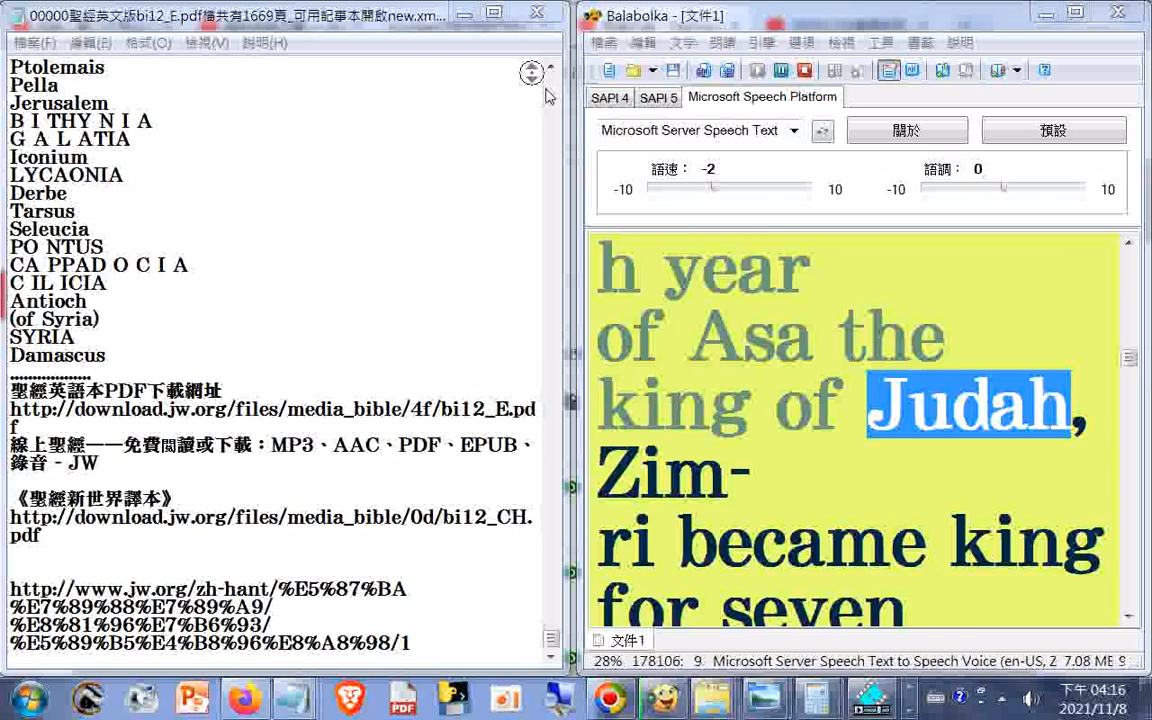 00000聖經英文版bi12_E.pdf檔共有1669頁_可用記事本開啟new.xm...
檔案(F) 編輯(E) 格式(O) 檢視(V) 說明(H)
Ptolemais
Pella
Jerusalem
B I THY N I A
G A L ATIA
Iconium
LYCAONIA
Derbe
Tarsus
Seleucia
PO NTUS
CA PPAD O C I A
C IL ICIA
Antioch
(of Syria)
SYRIA
Damascus
..................
聖經英語本PDF下載網址
http://download.jw.org/files/media_bible/4f/bi12_E.pd
f
線上聖經——免費閱讀或下載：MP3、AAC、PDF、EPUB、
錄音 - JW
《聖經新世界譯本》
http://download.jw.org/files/media_bible/0d/bi12_CH.
pdf
http://www.jw.org/zh-hant/%E5%87%BA
%E7%89%88%E7%89%A9/
%E8%81%96%E7%B6%93/
%E5%89%B5%E4%B8%96%E8%A8%98/1
Balabolka - [文件1]
檔案 編輯 文字 朗讀 引擎 選項 檢視 工具 書籤 說明
SAPI 4 SAPI 5 Microsoft Speech Platform
Microsoft Server Speech Text 關於 預設
語速： -2 語調： 0
-10 10 -10 10
h year
of Asa the
king of Judah,
Zim-
ri became king
for seven
文件1
28% 178106: 9 Microsoft Server Speech Text to Speech Voice (en-US, Z 7.08 MB 9
PDF
下午 04:16
2021/11/8